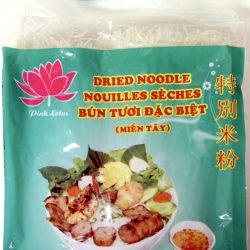 DRIED NOODLE
NOUILLES SÈCHES
BÚN TƯƠI ĐẶC BIỆT
(MIỀN TÂY)
Pink Lotus
特別米粉